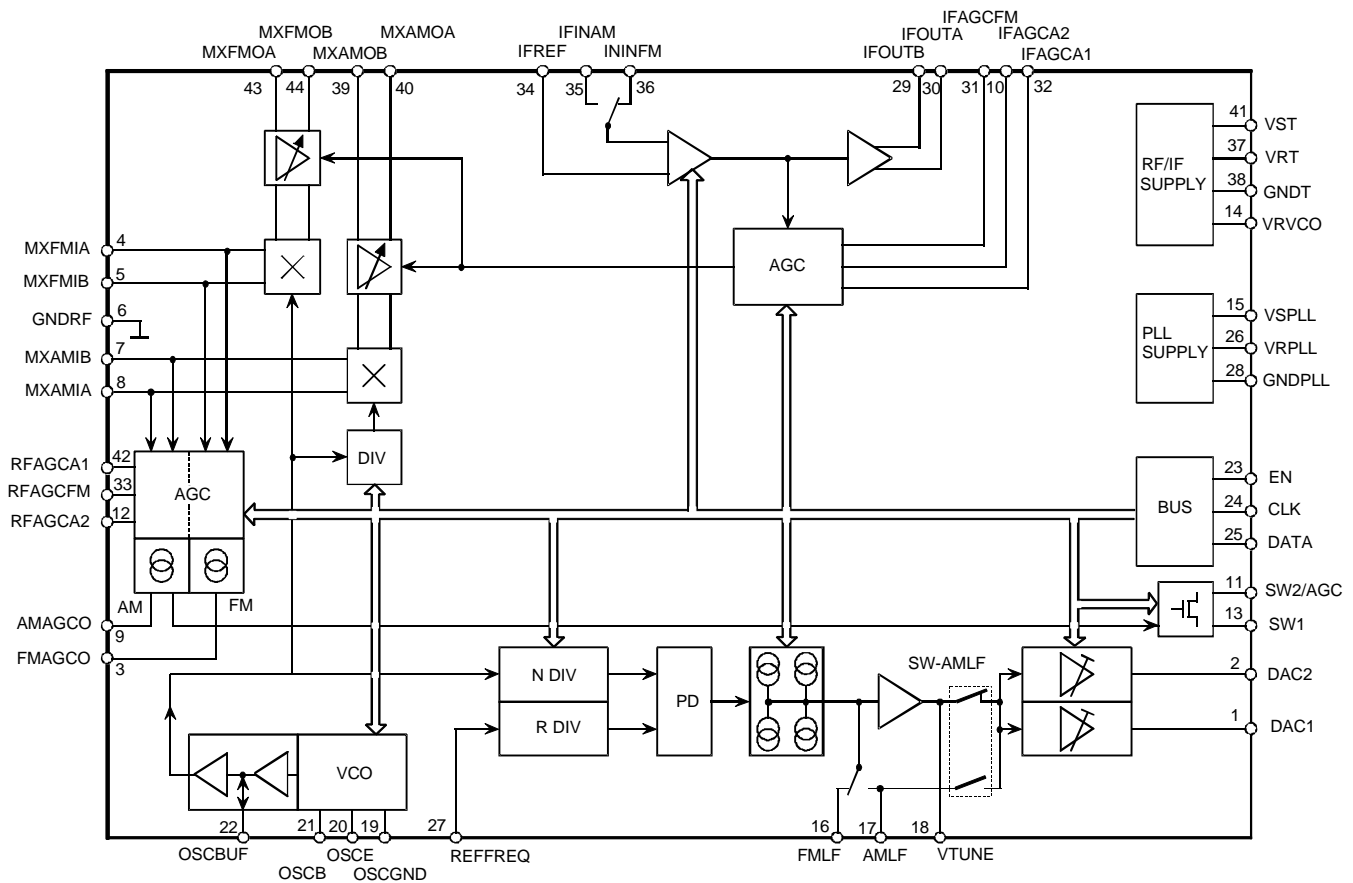 IFAGCFM
MXFMOB MXAMOA IFINAM IFOUTA IFAGCA2
MXFMOA MXAMOB IFREF ININFM IFOUTB IFAGCA1
43 44 39 40 34 35 36 29 30 31 10 32
41 VST
RF/IF
SUPPLY
37 VRT
38 GNDT
14 VRVCO
MXFMIA 4
MXFMIB 5
GNDRF 6
MXAMIB 7
MXAMIA 8
AGC
PLL
SUPPLY
15 VSPLL
26 VRPLL
28 GNDPLL
DIV
RFAGCA1 42
RFAGCFM 33
RFAGCA2 12
AGC
BUS
23 EN
24 CLK
25 DATA
AM FM
AMAGCO 9
FMAGCO 3
11 SW2/AGC
13 SW1
N DIV
R DIV
PD
SW-AMLF
2 DAC2
1 DAC1
VCO
22 21 20 19 27 16 17 18
OSCBUF OSCE REFFREQ FMLF AMLF VTUNE
OSCB OSCGND